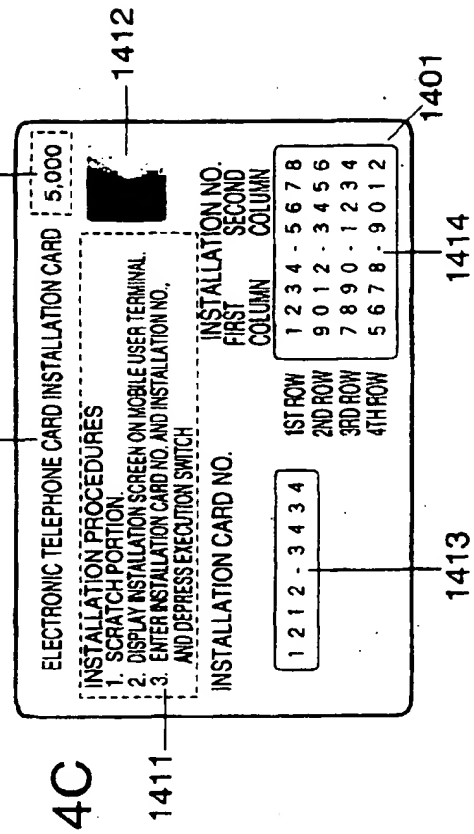 4C
ELECTRONIC TELEPHONE CARD INSTALLATION CARD
5,000
INSTALLATION PROCEDURES
1. SCRATCH PORTION.
2. DISPLAY INSTALLATION SCREEN ON MOBILE USER TERMINAL.
3. ENTER INSTALLATION CARD NO. AND INSTALLATION NO.,
AND DEPRESS EXECUTION SWITCH
1411
1412
INSTALLATION CARD NO.
1212-3434
1413
INSTALLATION NO.
FIRST COLUMN SECOND COLUMN
1ST ROW 1234-5678
2ND ROW 9012-3456
3RD ROW 7890-1234
4TH ROW 5678-9012
1414
1401